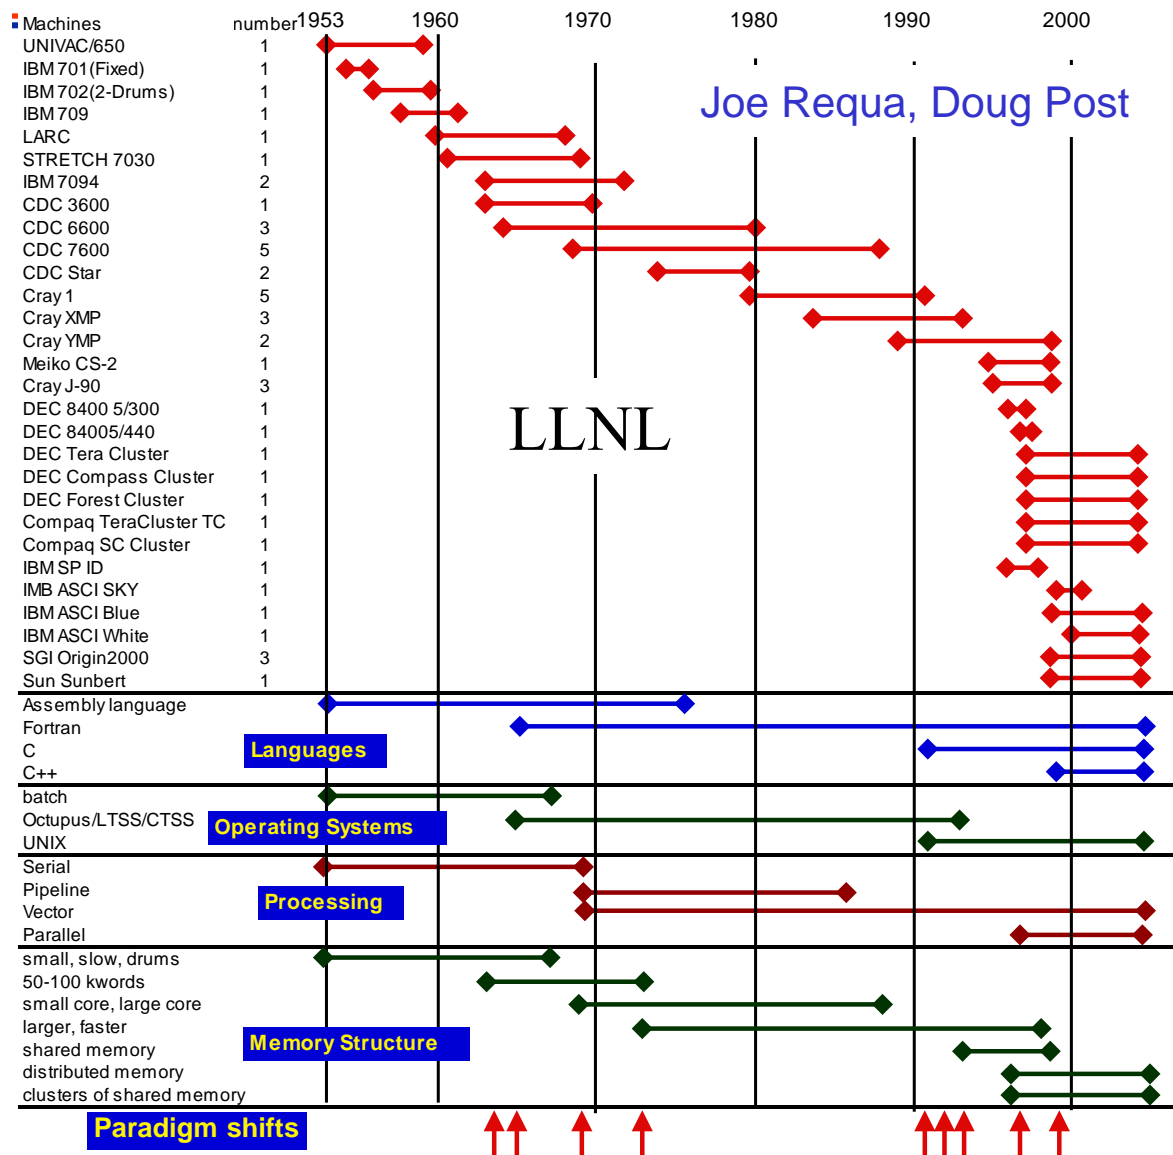 Machines number 1953 1960 1970 1980 1990 2000
UNIVAC/650 1
IBM 701(Fixed) 1
IBM 702(2-Drums) 1
Joe Requa, Doug Post
IBM 709 1
LARC 1
STRETCH 7030 1
IBM 7094 2
CDC 3600 1
CDC 6600 3
CDC 7600 5
CDC Star 2
Cray 1 5
Cray XMP 3
Cray YMP 2
Meiko CS-2 1
Cray J-90 3
DEC 8400 5/300 1
LLNL
DEC 84005/440 1
DEC Tera Cluster 1
DEC Compass Cluster 1
DEC Forest Cluster 1
Compaq TeraCluster TC 1
Compaq SC Cluster 1
IBM SP ID 1
IMB ASCI SKY 1
IBM ASCI Blue 1
IBM ASCI White 1
SGI Origin2000 3
Sun Sunbert 1
Assembly language
Fortran
C
Languages
C++
batch
Octupus/LTSS/CTSS
Operating Systems
UNIX
Serial
Pipeline
Processing
Vector
Parallel
small, slow, drums
50-100 kwords
small core, large core
larger, faster
Memory Structure
shared memory
distributed memory
clusters of shared memory
Paradigm shifts